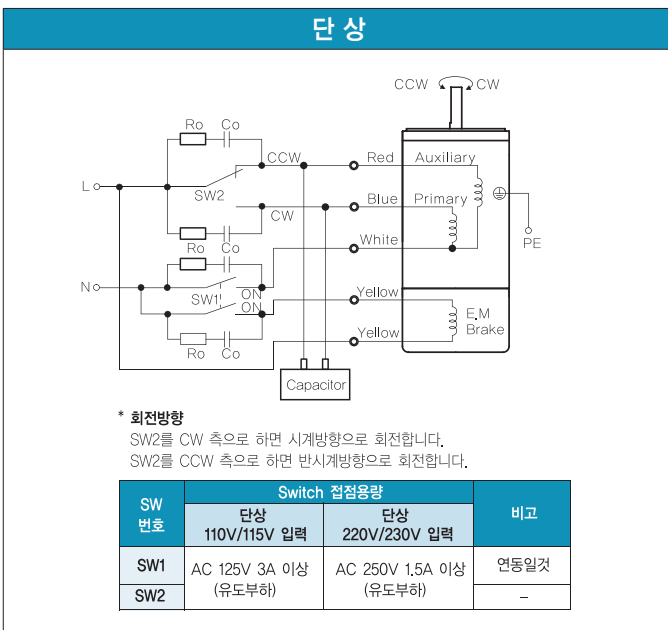 단 상
CCW CW
Ro Co
CCW
Red Auxiliary
L
SW2
Blue Primary
CW
White
Ro Co
PE
N
SW1
ON
ON
Yellow
E.M
Brake
Yellow
Ro Co
Capacitor
* 회전방향
SW2를 CW 측으로 하면 시계방향으로 회전합니다.
SW2를 CCW 측으로 하면 반시계방향으로 회전합니다.
SW
번호
Switch 접점용량
비고
단상
110V/115V 입력
단상
220V/230V 입력
SW1
AC 125V 3A 이상
(유도부하)
AC 250V 1.5A 이상
(유도부하)
연동일것
SW2
–